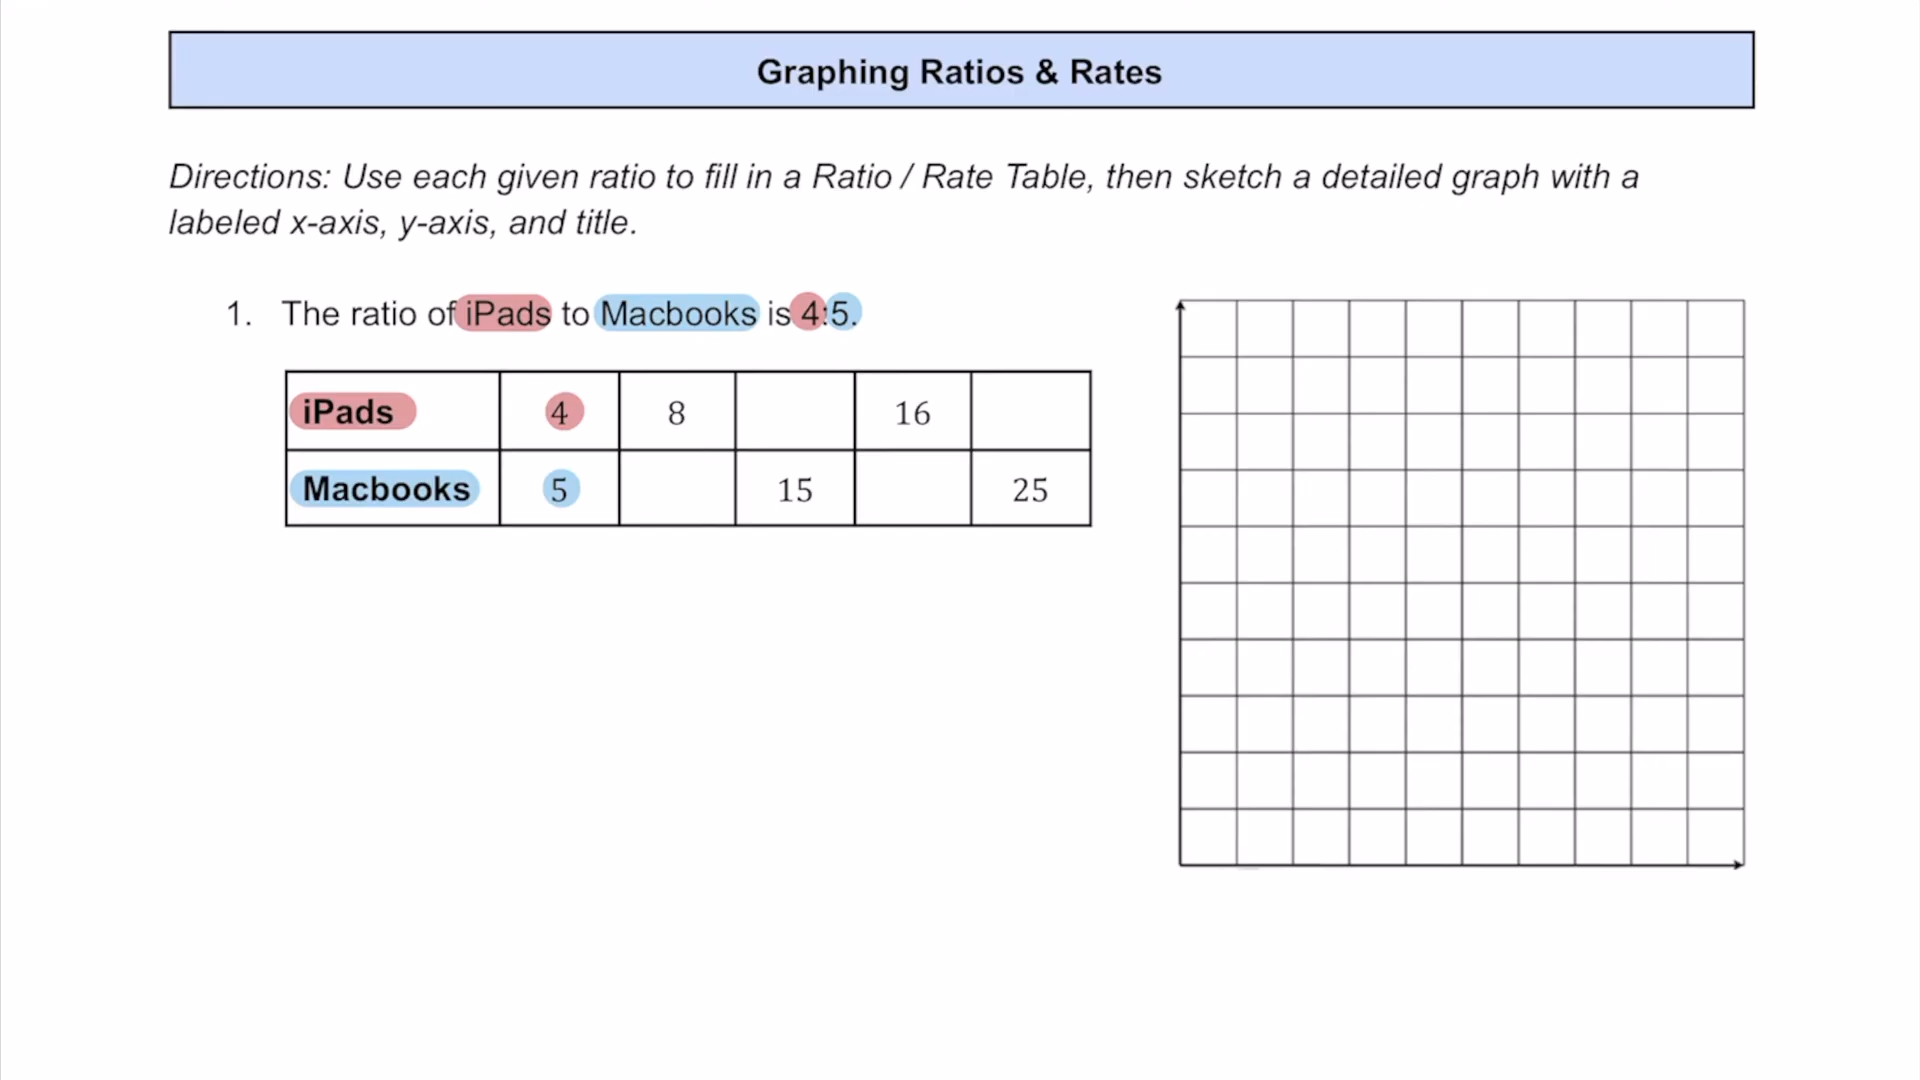 Graphing Ratios & Rates
Directions: Use each given ratio to fill in a Ratio / Rate Table, then sketch a detailed graph with a
labeled x-axis, y-axis, and title.
1. The ratio of iPads to Macbooks is 4:5.
iPads 4 8 16
Macbooks 5 15 25